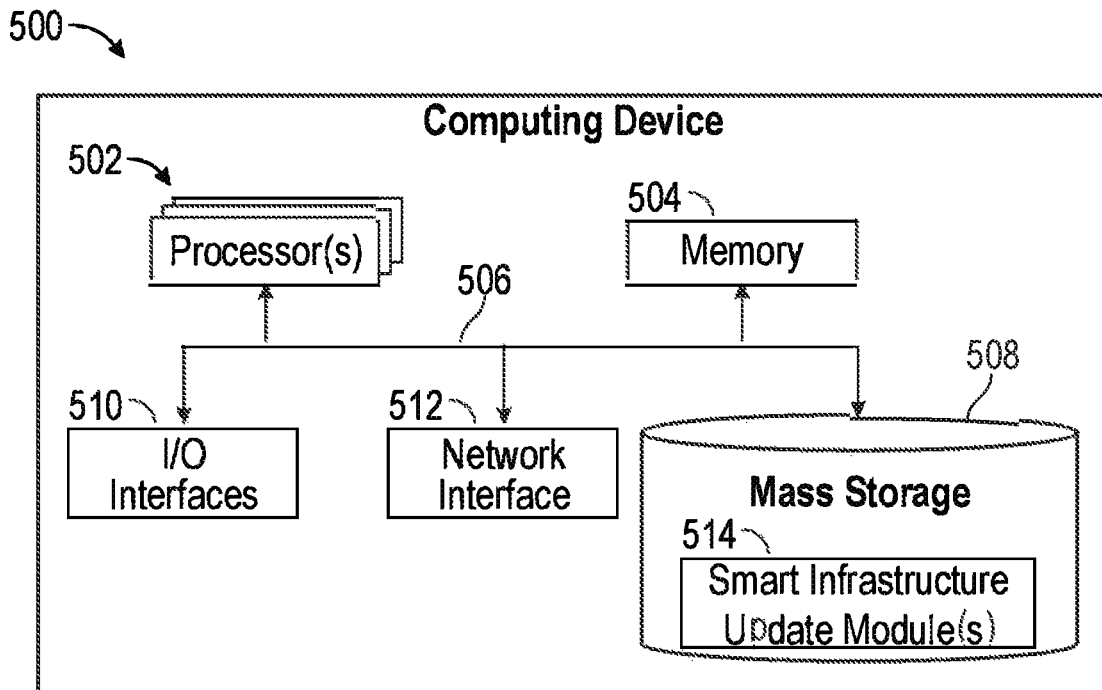 500
Computing Device
502
504
Processor(s)
Memory
506
508
510
512
I/O
Interfaces
Network
Interface
Mass Storage
514
Smart Infrastructure
Update Module(s)